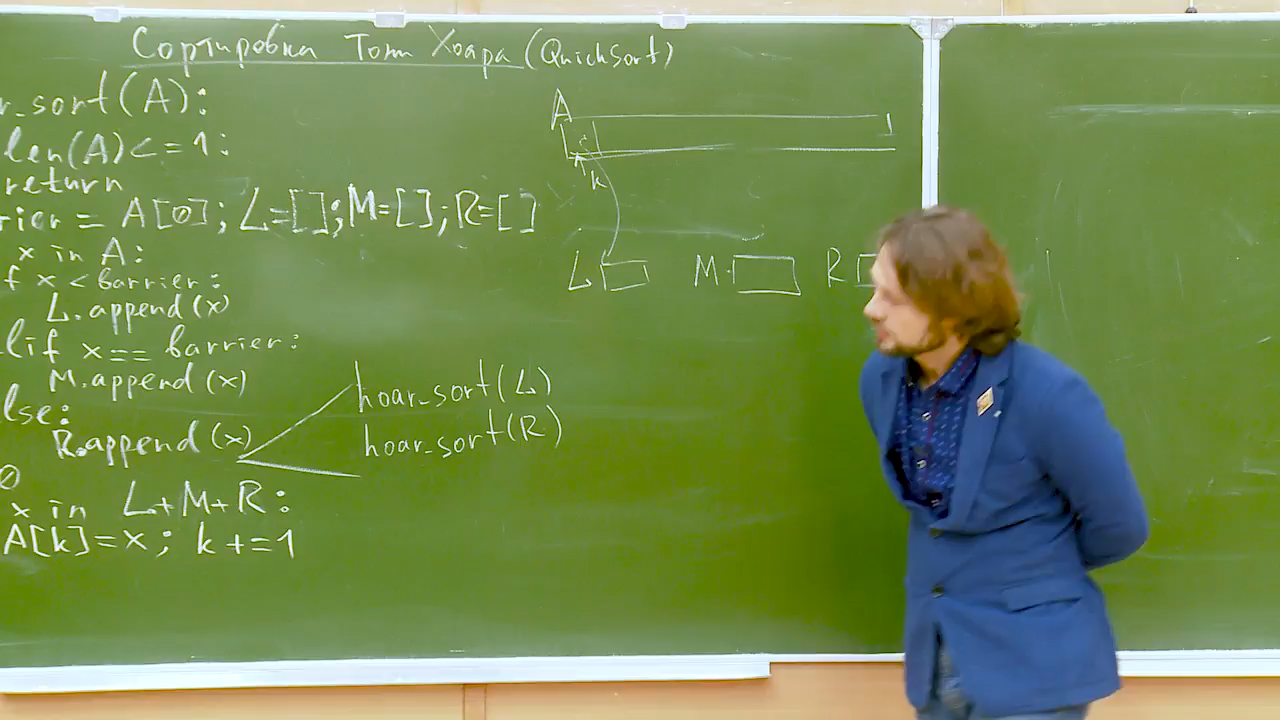 Сортировка Тони Хоара (QuickSort)
r_sort(A):
len(A)<=1:
return
rier = A[0]; L=[]; M=[]; R=[]
x in A:
f x < barrier:
L.append(x)
lif x == barrier:
M.append(x)
lse:
R.append(x)
hoar_sort(L)
hoar_sort(R)
0
x in L+M+R:
A[k]=x; k+=1
A
k
L M R